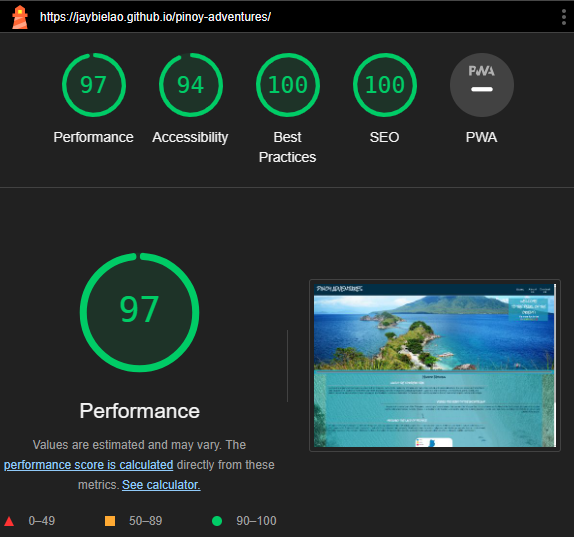 https://jaybielao.github.io/pinoy-adventures/
97
94
100
100
PWA
Performance
Accessibility
Best
Practices
SEO
PWA
97
Performance
Values are estimated and may vary. The
performance score is calculated directly from these
metrics. See calculator.
0–49
50–89
90–100
PINOY ADVENTURES